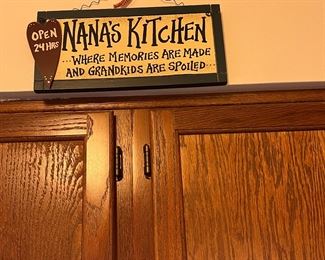 OPEN
24 HRS
NANA'S KITCHEN
...WHERE MEMORIES ARE MADE
AND GRANDKIDS ARE SPOILED...